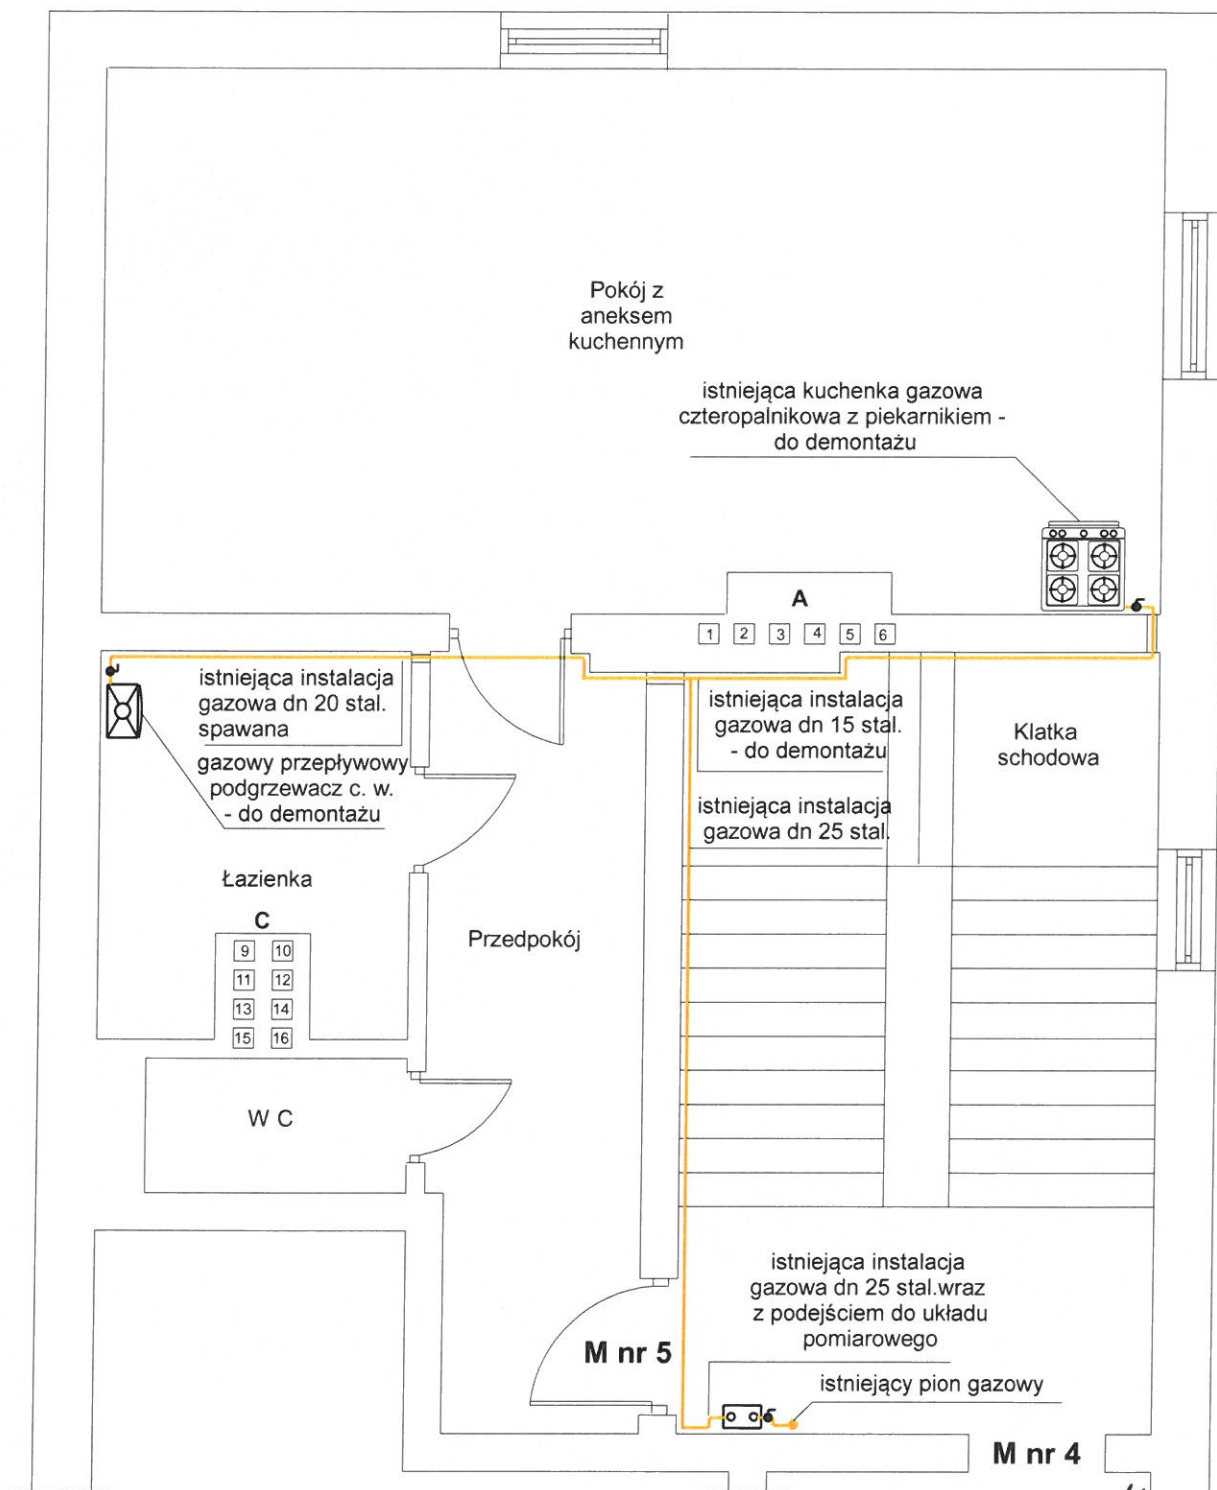 Pokój z
aneksem
kuchennym
istniejąca kuchenka gazowa
czteropalnikowa z piekarnikiem -
do demontażu
A
1 2 3 4 5 6
istniejąca instalacja
gazowa dn 20 stal.
spawana
gazowy przepływowy
podgrzewacz c. w.
- do demontażu
istniejąca instalacja
gazowa dn 15 stal.
- do demontażu
Klatka
schodowa
istniejąca instalacja
gazowa dn 25 stal.
Łazienka
C
9 10
11 12
13 14
15 16
Przedpokój
W C
istniejąca instalacja
gazowa dn 25 stal.wraz
z podejściem do układu
pomiarowego
M nr 5
istniejący pion gazowy
M nr 4